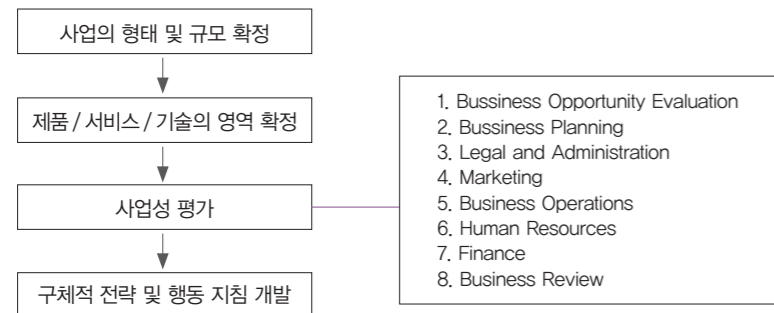 사업의 형태 및 규모 확정
제품 / 서비스 / 기술의 영역 확정
사업성 평가
구체적 전략 및 행동 지침 개발
1. Bussiness Opportunity Evaluation
2. Bussiness Planning
3. Legal and Administration
4. Marketing
5. Business Operations
6. Human Resources
7. Finance
8. Business Review